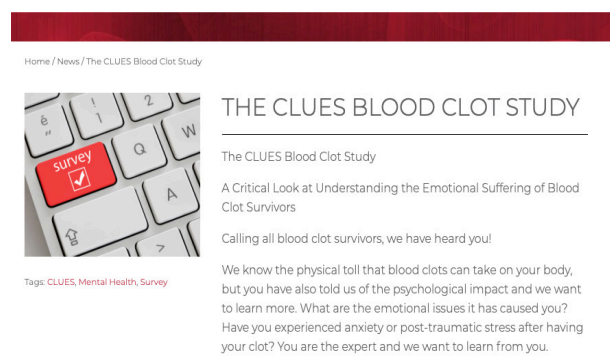 Home / News / The CLUES Blood Clot Study
THE CLUES BLOOD CLOT STUDY
The CLUES Blood Clot Study
A Critical Look at Understanding the Emotional Suffering of Blood
Clot Survivors
Calling all blood clot survivors, we have heard you!
We know the physical toll that blood clots can take on your body,
but you have also told us of the psychological impact and we want
to learn more. What are the emotional issues it has caused you?
Have you experienced anxiety or post-traumatic stress after having
your clot? You are the expert and we want to learn from you.
é
"
!
1
2
survey
Q
W
A
>
Tags: CLUES, Mental Health, Survey